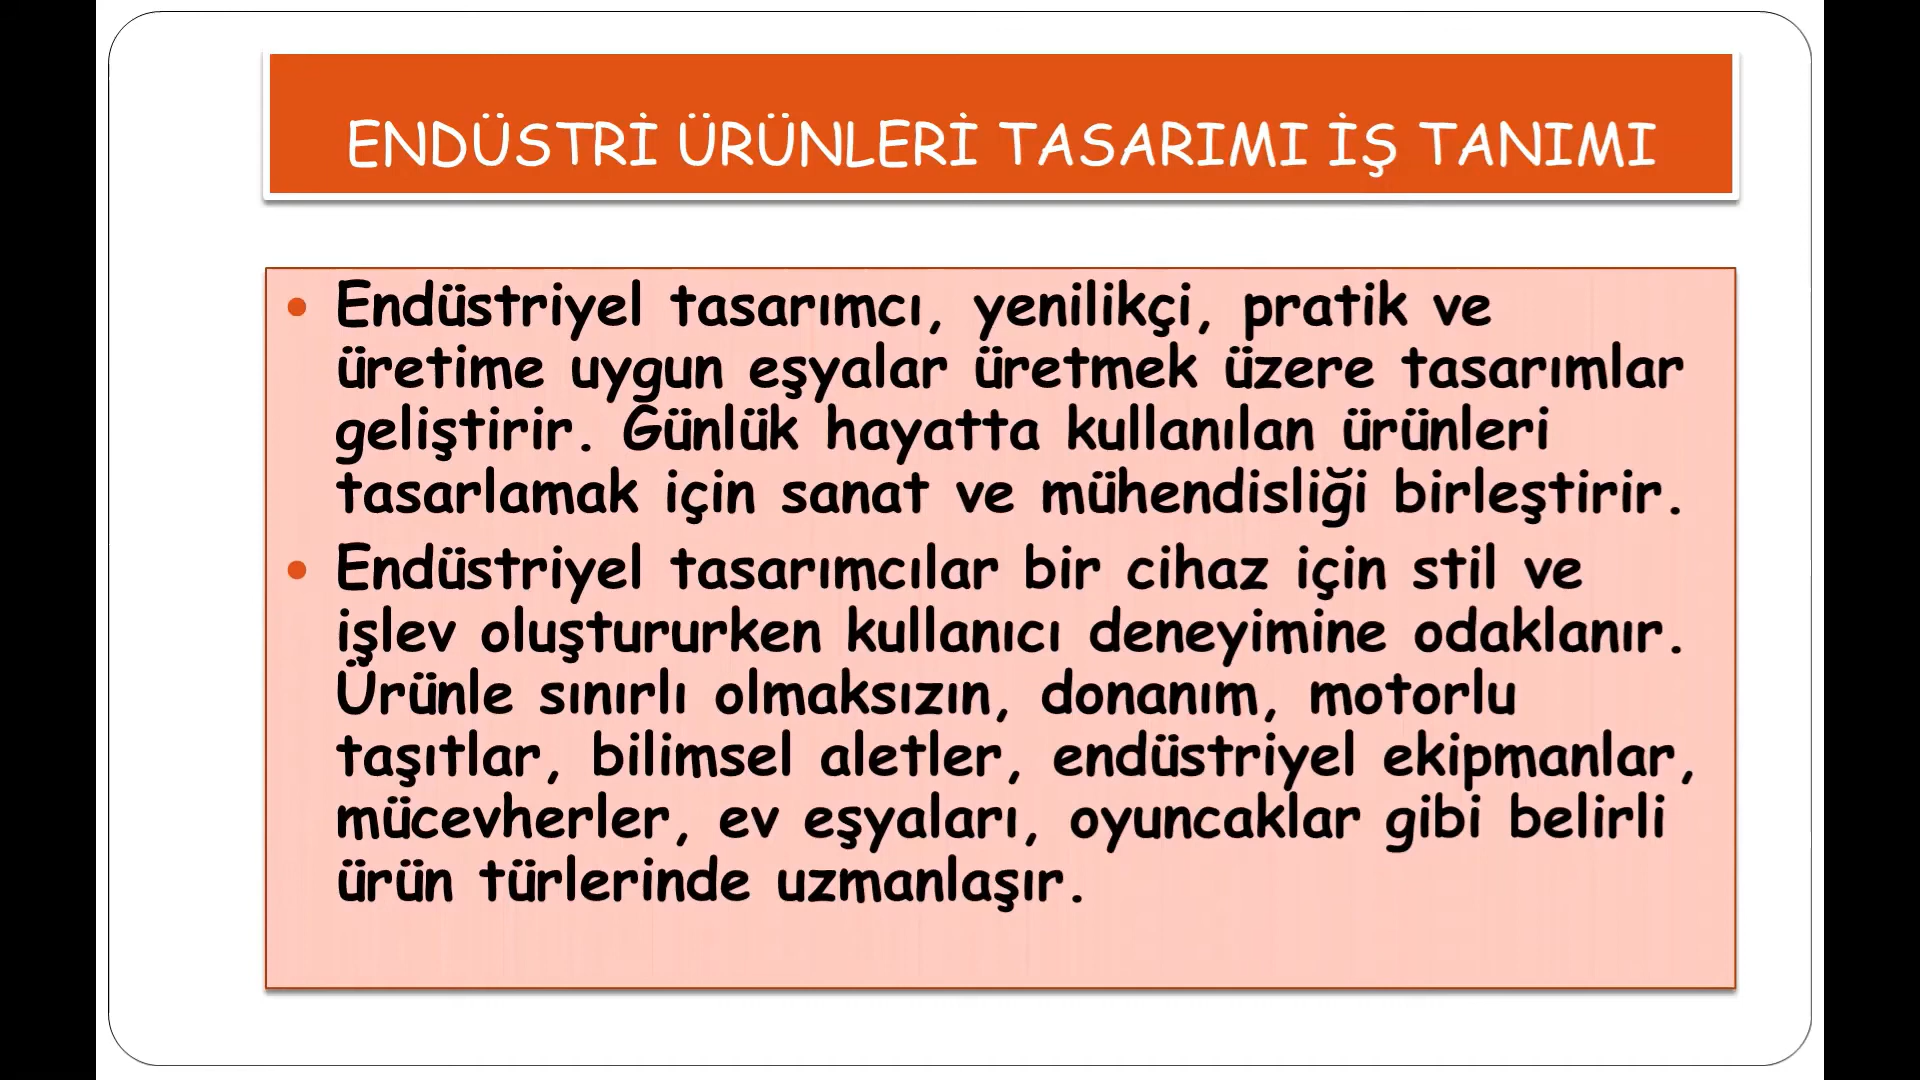 ENDÜSTRİ ÜRÜNLERİ TASARIMI İŞ TANIMI
• Endüstriyel tasarımcı, yenilikçi, pratik ve
üretime uygun eşyalar üretmek üzere tasarımlar
geliştirir. Günlük hayatta kullanılan ürünleri
tasarlamak için sanat ve mühendisliği birleştirir.
• Endüstriyel tasarımcılar bir cihaz için stil ve
işlev oluştururken kullanıcı deneyimine odaklanır.
Ürünle sınırlı olmaksızın, donanım, motorlu
taşıtlar, bilimsel aletler, endüstriyel ekipmanlar,
mücevherler, ev eşyaları, oyuncaklar gibi belirli
ürün türlerinde uzmanlaşır.